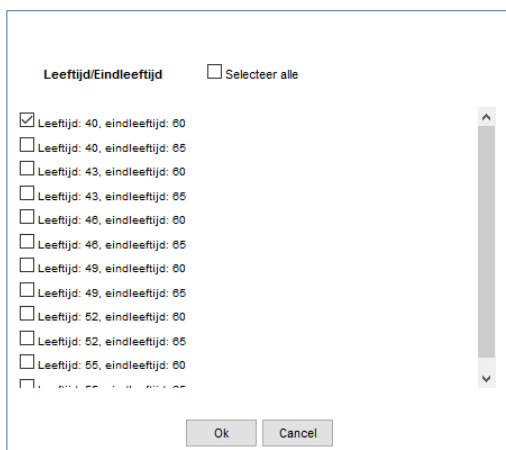 Leeftijd/Eindleeftijd Selecteer alle
Leeftijd: 40, eindleeftijd: 60
Leeftijd: 40, eindleeftijd: 65
Leeftijd: 43, eindleeftijd: 60
Leeftijd: 43, eindleeftijd: 65
Leeftijd: 46, eindleeftijd: 60
Leeftijd: 46, eindleeftijd: 65
Leeftijd: 49, eindleeftijd: 60
Leeftijd: 49, eindleeftijd: 65
Leeftijd: 52, eindleeftijd: 60
Leeftijd: 52, eindleeftijd: 65
Leeftijd: 55, eindleeftijd: 60
Ok Cancel